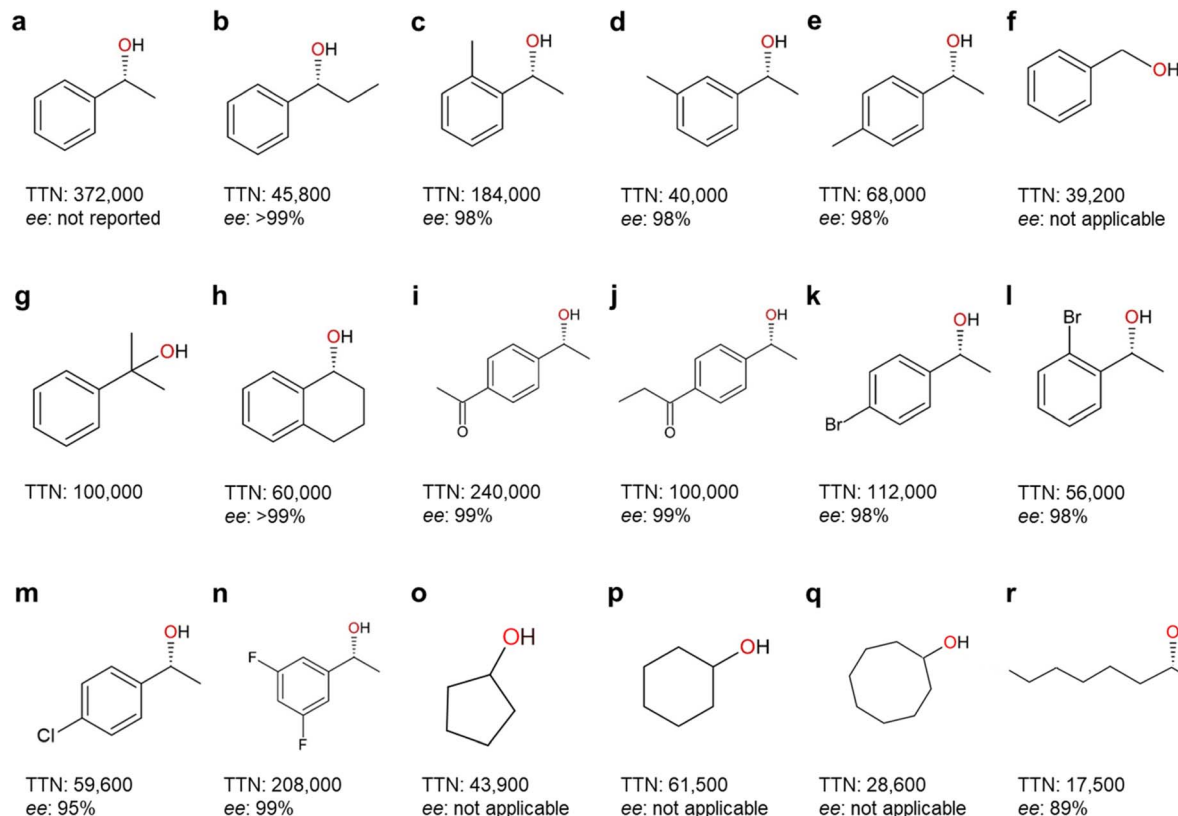 a b c d e f
OH OH OH OH OH OH
TTN: 372,000 TTN: 45,800 TTN: 184,000 TTN: 40,000 TTN: 68,000 TTN: 39,200
ee: not reported ee: >99% ee: 98% ee: 98% ee: 98% ee: not applicable
g h i j k l
OH OH OH OH OH Br OH
O O Br
TTN: 100,000 TTN: 60,000 TTN: 240,000 TTN: 100,000 TTN: 112,000 TTN: 56,000
ee: >99% ee: 99% ee: 99% ee: 98% ee: 98%
m n o p q r
OH F OH OH OH OH O
Cl F
TTN: 59,600 TTN: 208,000 TTN: 43,900 TTN: 61,500 TTN: 28,600 TTN: 17,500
ee: 95% ee: 99% ee: not applicable ee: not applicable ee: not applicable ee: 89%